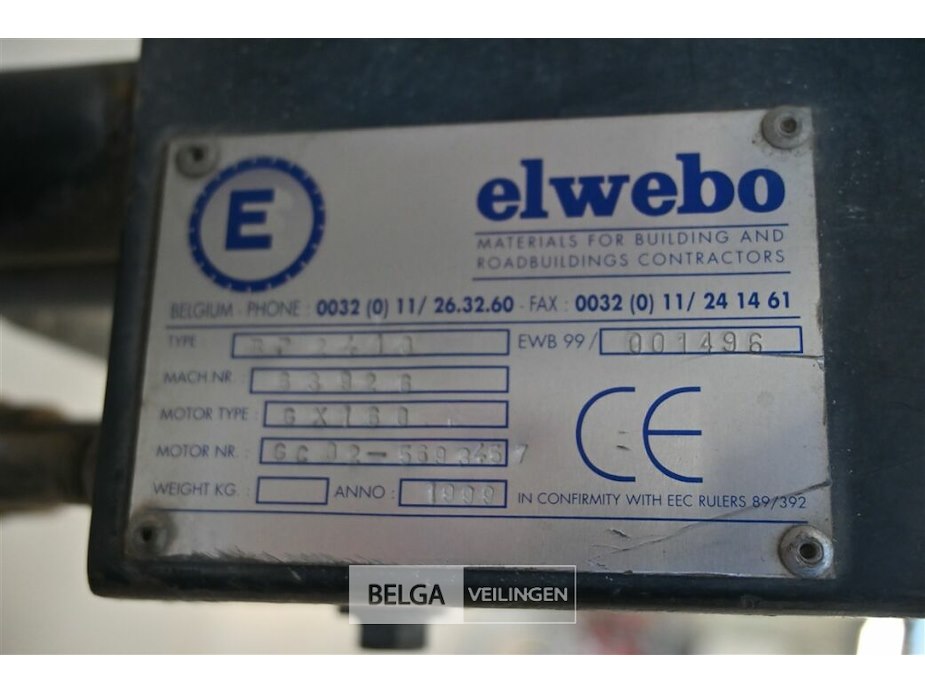 E
elwebo
MATERIALS FOR BUILDING AND
ROADBUILDINGS CONTRACTORS
BELGIUM - PHONE : 0032 (0) 11/ 26.32.60 - FAX : 0032 (0) 11/ 24 14 61
TYPE EWB 99/ 001496
MACH NR. :
MOTOR TYPE : GX160
MOTOR NR. :
WEIGHT KG. : ANNO : 1999
CE
IN CONFIRMITY WITH EEC RULERS 89/392
BELGA VEILINGEN